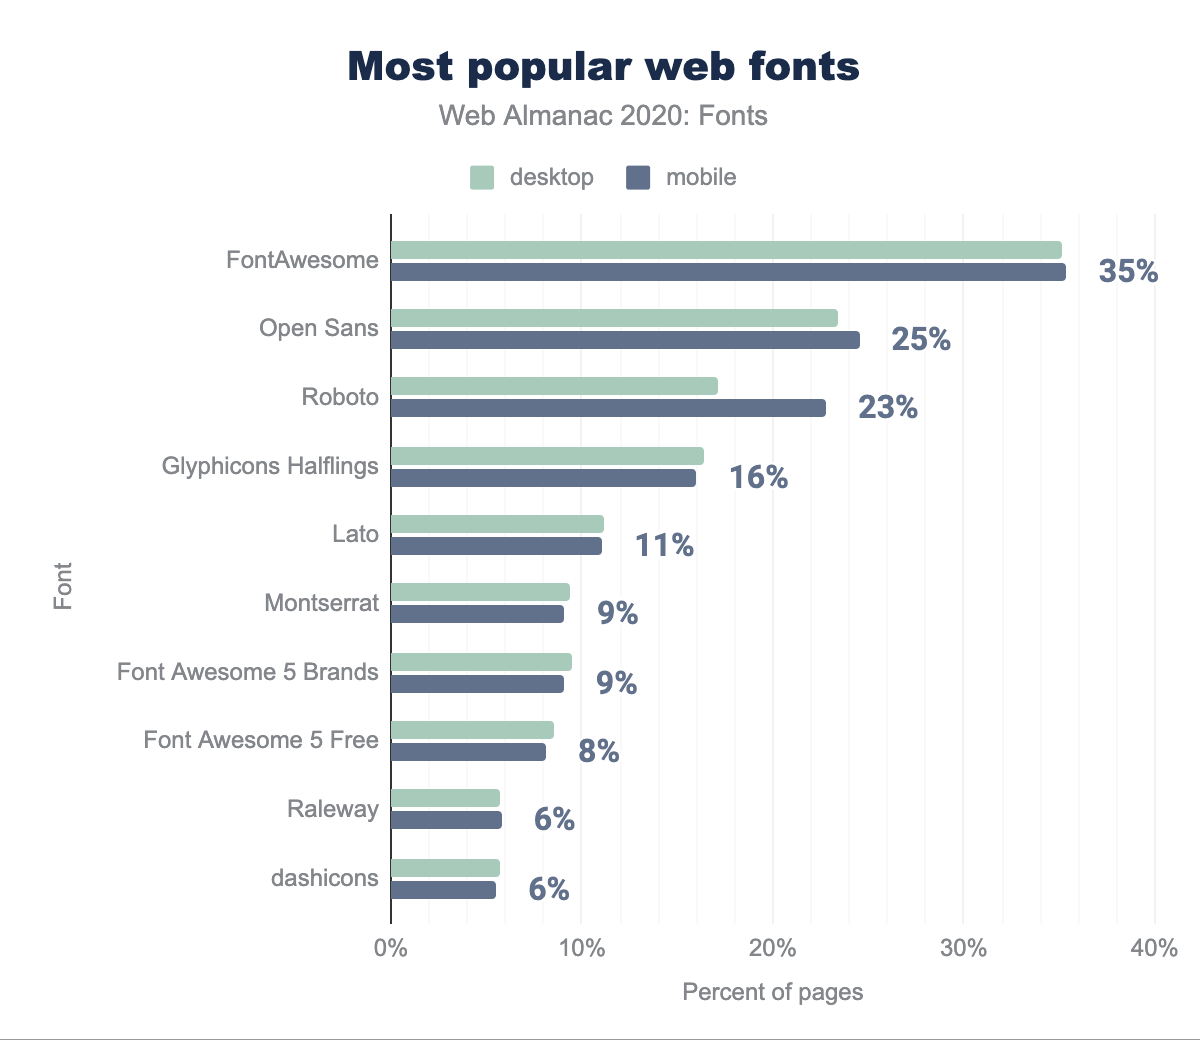 Most popular web fonts
Web Almanac 2020: Fonts
desktop mobile
FontAwesome 35%
Open Sans 25%
Roboto 23%
Glyphicons Halflings 16%
Lato 11%
Font
Montserrat 9%
Font Awesome 5 Brands 9%
Font Awesome 5 Free 8%
Raleway 6%
dashicons 6%
0% 10% 20% 30% 40%
Percent of pages